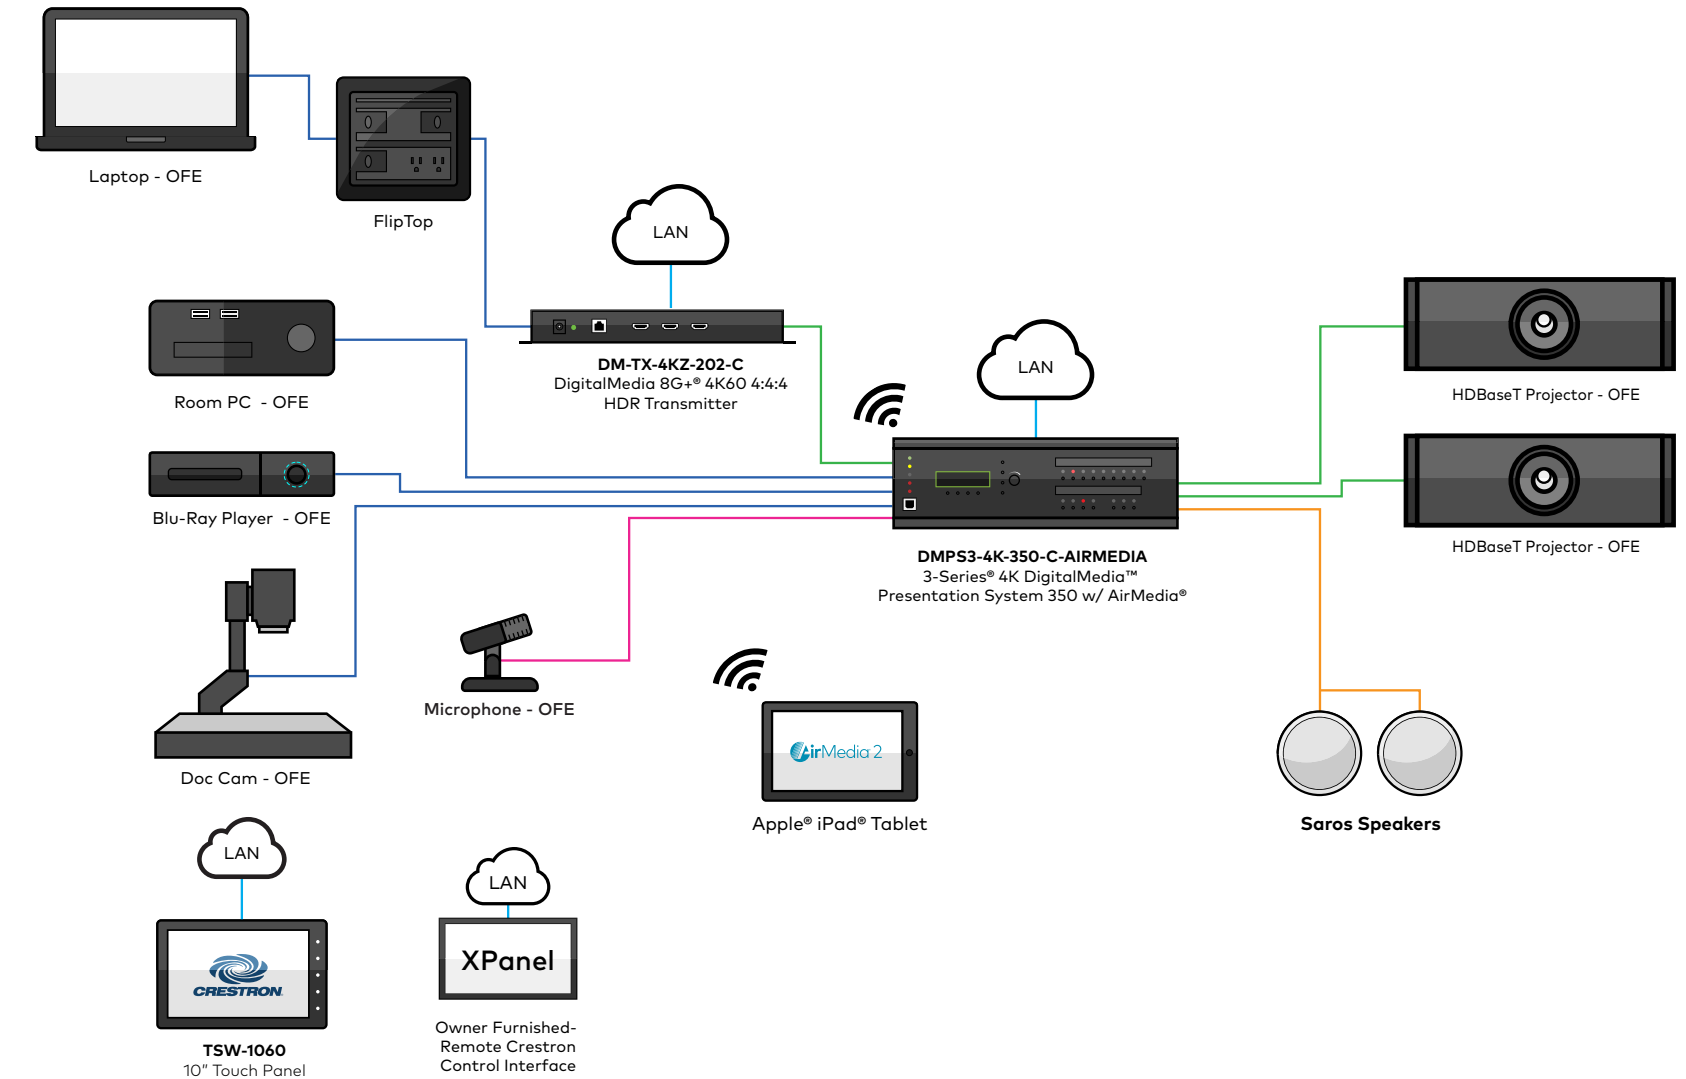 Laptop - OFE
FlipTop
LAN
DM-TX-4KZ-202-C
DigitalMedia 8G+® 4K60 4:4:4
HDR Transmitter
LAN
HDBaseT Projector - OFE
Room PC - OFE
Blu-Ray Player - OFE
HDBaseT Projector - OFE
DMPS3-4K-350-C-AIRMEDIA
3-Series® 4K DigitalMedia™
Presentation System 350 w/ AirMedia®
Microphone - OFE
Doc Cam - OFE
AirMedia 2
Apple® iPad® Tablet
Saros Speakers
LAN
CRESTRON
TSW-1060
10” Touch Panel
LAN
XPanel
Owner Furnished-
Remote Crestron
Control Interface